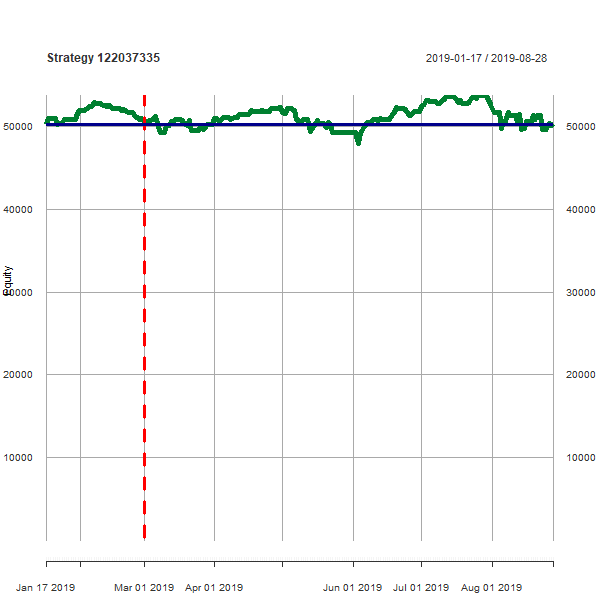 Strategy 122037335
2019-01-17 / 2019-08-28
50000
50000
40000
40000
Equity
30000
30000
20000
20000
10000
10000
Jan 17 2019
Mar 01 2019
Apr 01 2019
Jun 01 2019
Jul 01 2019
Aug 01 2019